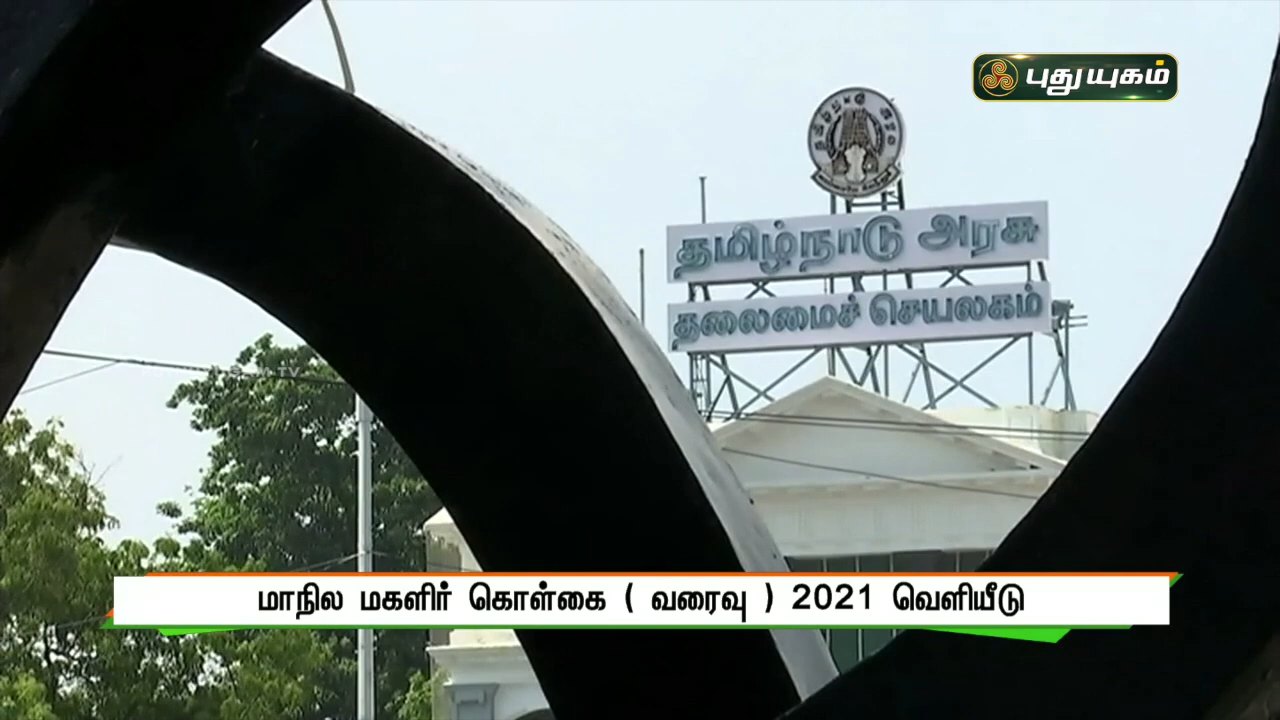 புதுயுகம்
தமிழ்நாடு அரசு
தலைமைச் செயலகம்
மாநில மகளிர் கொள்கை ( வரைவு ) 2021 வெளியீடு